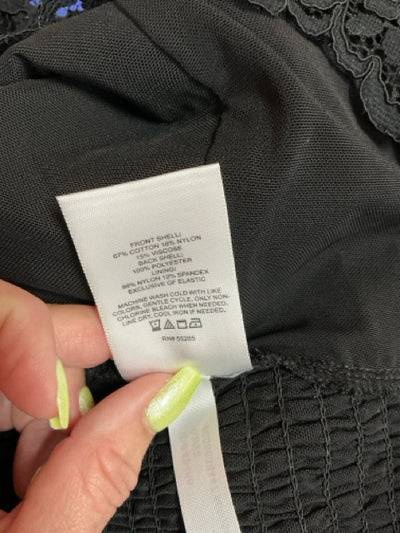 FRONT SHELL:
67% COTTON 18% NYLON
15% VISCOSE
BACK SHELL:
100% POLYESTER
LINING:
88% NYLON 12% SPANDEX
EXCLUSIVE OF ELASTIC
MACHINE WASH COLD WITH LIKE
COLORS, GENTLE CYCLE, ONLY NON-
CHLORINE BLEACH WHEN NEEDED,
LINE DRY, COOL IRON IF NEEDED,
RN# 55285